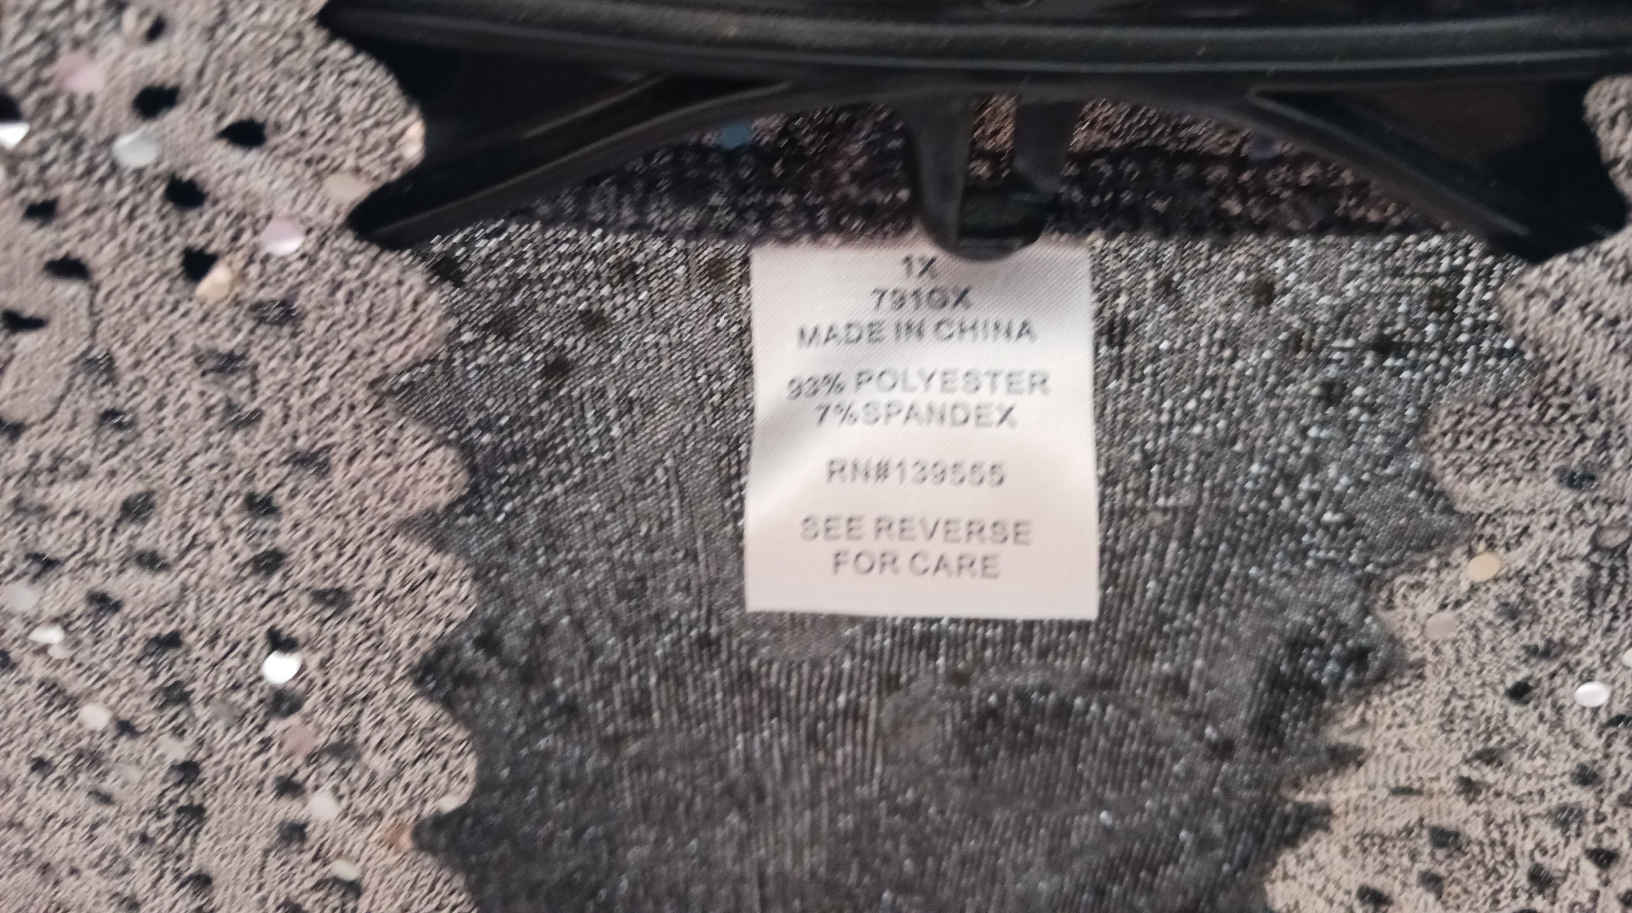 1X
791GX
MADE IN CHINA
93% POLYESTER
7%SPANDEX
RN#139555
SEE REVERSE
FOR CARE